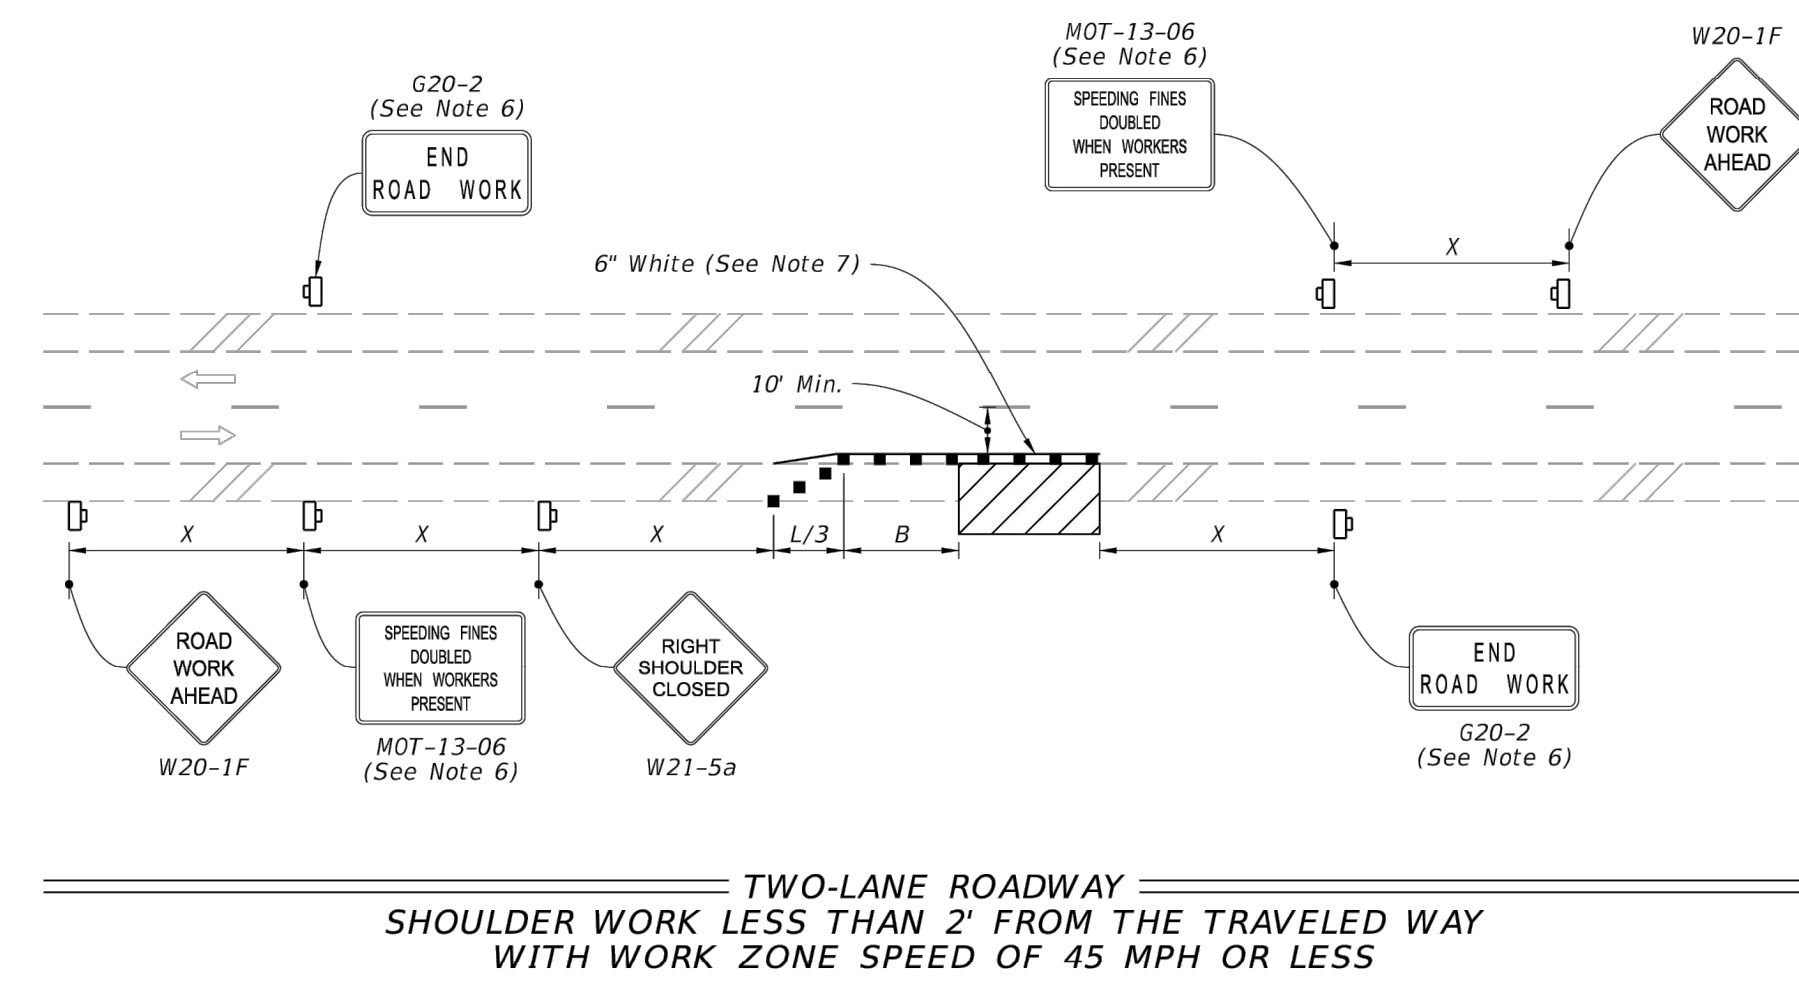 MOT-13-06
(See Note 6)
SPEEDING FINES
DOUBLED
WHEN WORKERS
PRESENT
W20-1F
ROAD
WORK
AHEAD
G20-2
(See Note 6)
END
ROAD WORK
X
6" White (See Note 7)
10' Min.
X
X
X
L/3
B
X
ROAD
WORK
AHEAD
W20-1F
SPEEDING FINES
DOUBLED
WHEN WORKERS
PRESENT
MOT-13-06
(See Note 6)
RIGHT
SHOULDER
CLOSED
W21-5a
END
ROAD WORK
G20-2
(See Note 6)
TWO-LANE ROADWAY
SHOULDER WORK LESS THAN 2' FROM THE TRAVELED WAY
WITH WORK ZONE SPEED OF 45 MPH OR LESS